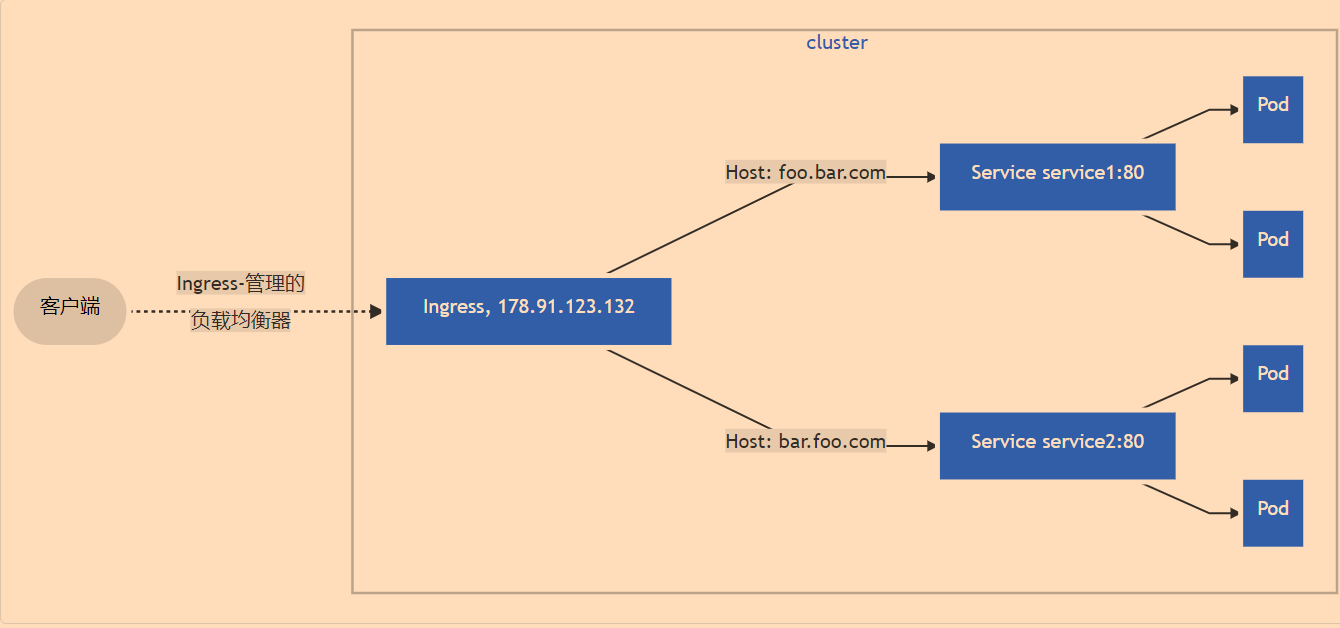 cluster
Pod
Host: foo.bar.com
Service service1:80
Pod
Ingress-管理的
负载均衡器
客户端
Ingress, 178.91.123.132
Pod
Host: bar.foo.com
Service service2:80
Pod